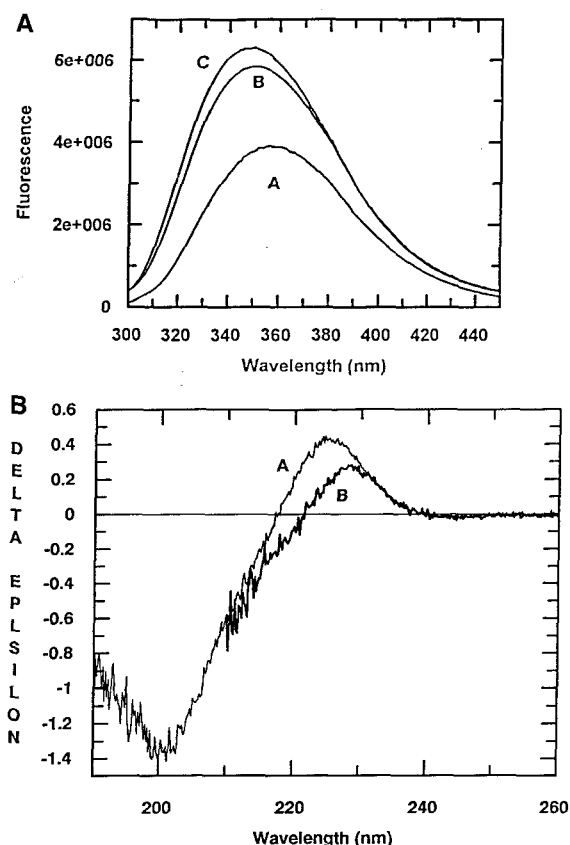 A
6e+006
4e+006
2e+006
0
Fluorescence
C
B
A
300 320 340 360 380 400 420 440
Wavelength (nm)
B
DELTA EPLSILON
0.6
0.4
0.2
0
-0.2
-0.4
-0.6
-0.8
-1
-1.2
-1.4
A
B
200 220 240 260
Wavelength (nm)